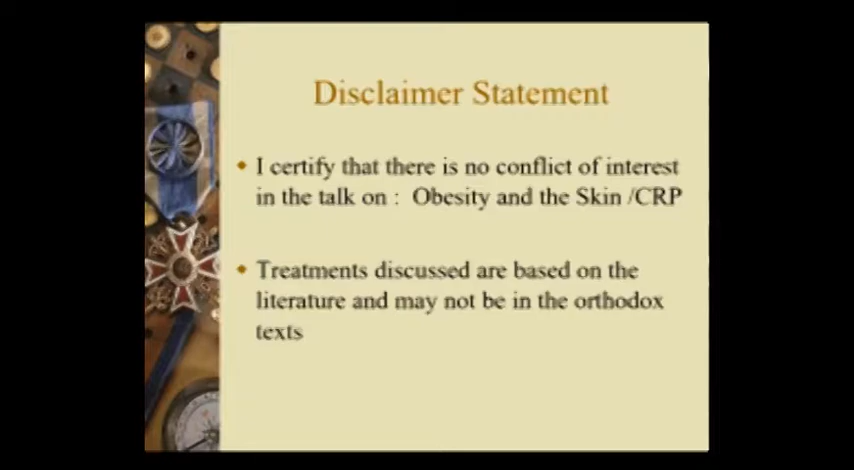 Disclaimer Statement
I certify that there is no conflict of interest
in the talk on : Obesity and the Skin /CRP
Treatments discussed are based on the
literature and may not be in the orthodox
texts